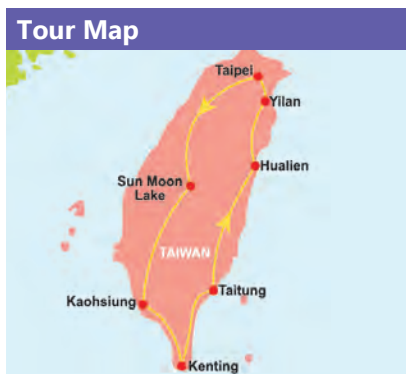 Tour Map
Taipei
Yilan
Hualien
Sun Moon
Lake
TAIWAN
Taitung
Kaohsiung
Kenting